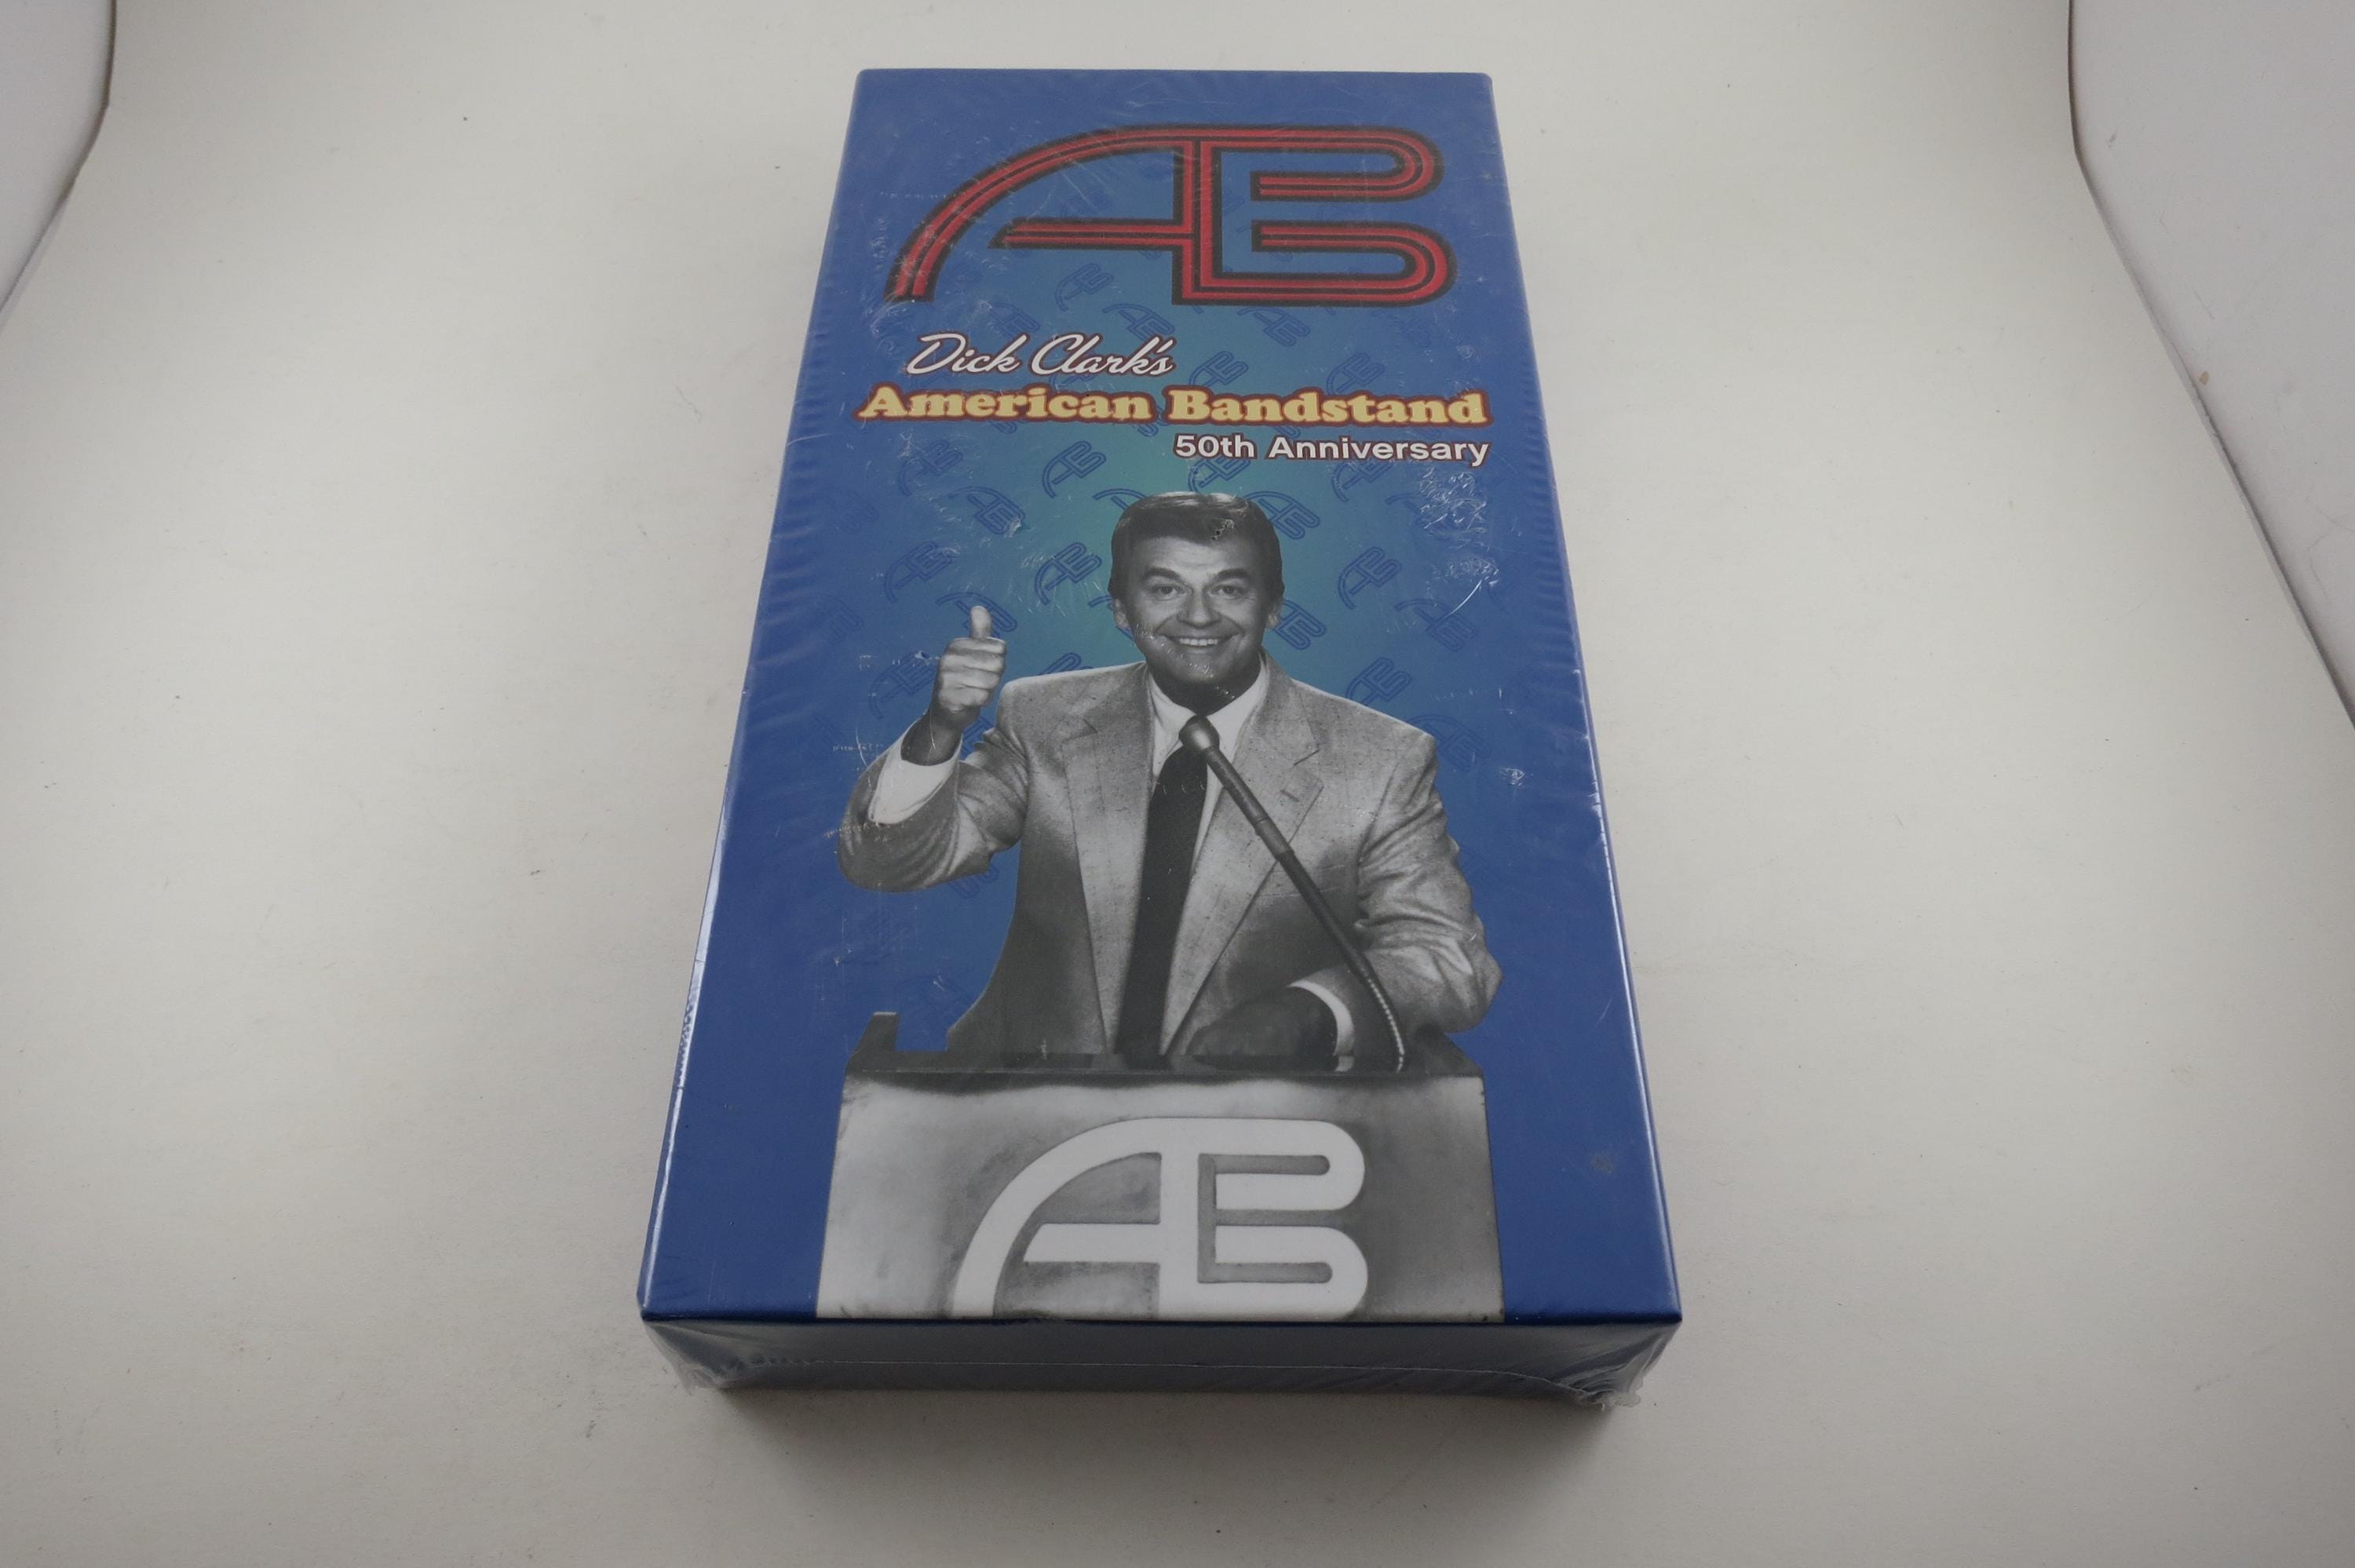 AB
Dick Clark's
American Bandstand
50th Anniversary
AB